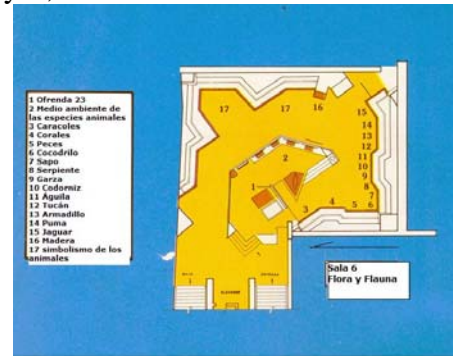 1 Ofrenda 23
2 Medio ambiente de
las especies animales
3 Caracoles
4 Corales
5 Peces
6 Cocodrilo
7 Sapo
8 Serpiente
9 Garza
10 Codorniz
11 Águila
12 Tucán
13 Armadillo
14 Puma
15 Jaguar
16 Madera
17 simbolismo de los
animales
17
17
16
15
14
13
12
11
10
9
8
7
6
5
4
3
2
1
Sala 6
Flora y Flauna